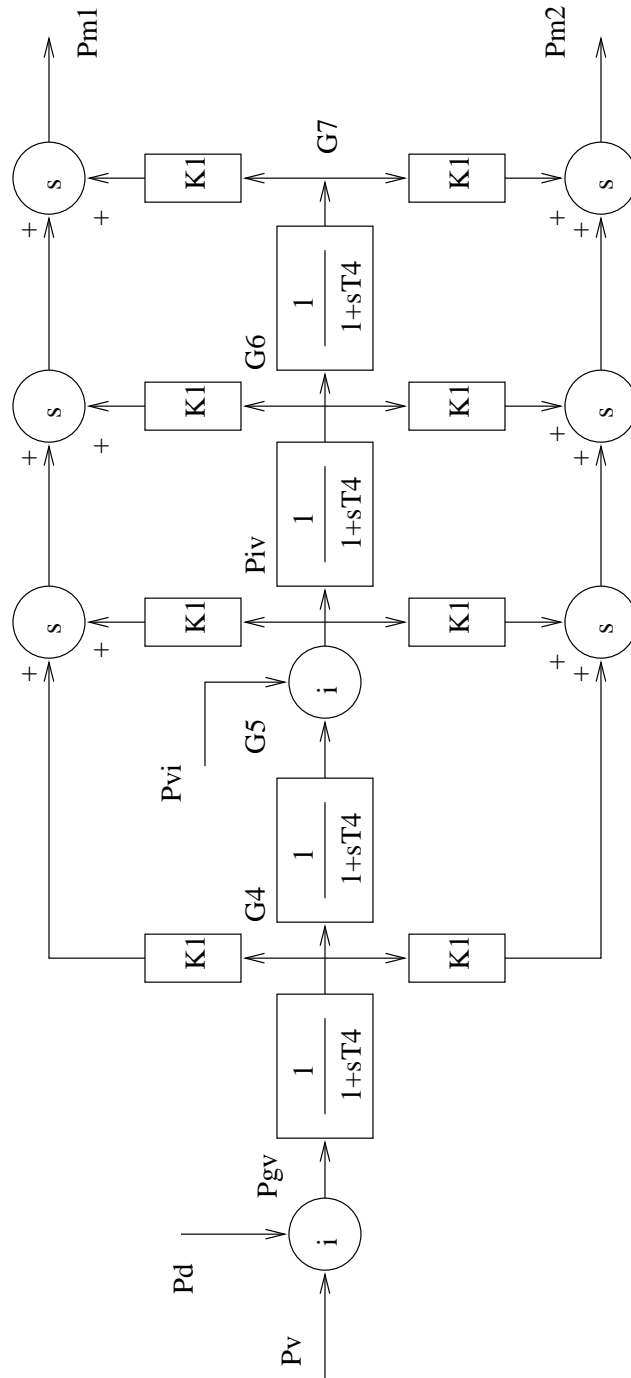 Pm1
Pm2
s
s
+
+
+
+
K1
G7
K1
1
1+sT4
G6
s
s
+
+
+
+
K1
K1
1
1+sT4
Piv
s
s
+
+
+
+
K1
K1
i
Pvi
G5
1
1+sT4
G4
K1
K1
1
1+sT4
Pgv
i
Pd
Pv